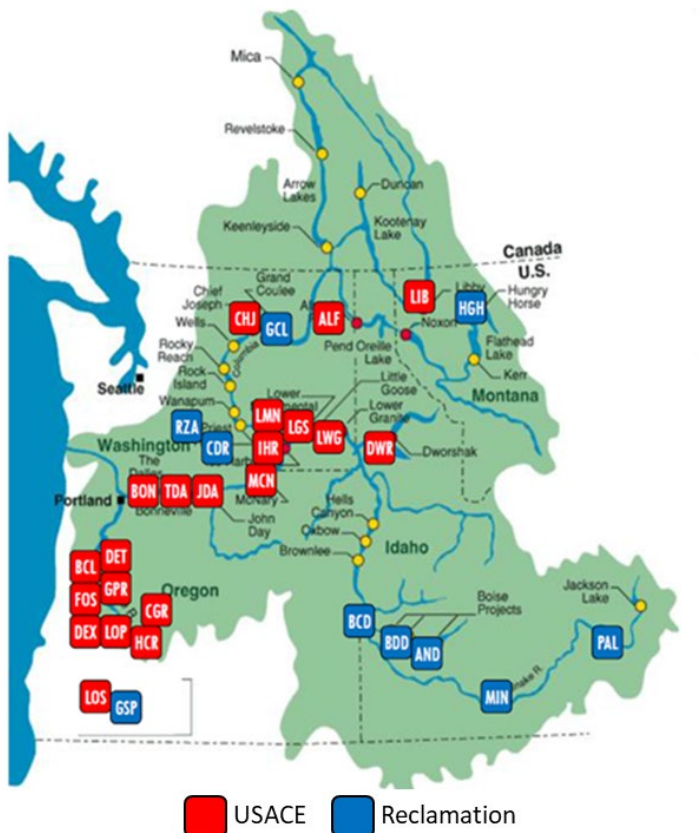 Mica
Revelstoke
Arrow
Lakes
Duncan
Keenleyside
Kootenay
Lake
Canada
U.S.
Grand
Coulee
Chief
Joseph
CHJ
GCL
ALF
LIB
Libby
HGH
Hungry
Horse
Wells
Noxon
Columbia
Rocky
Reach
Pend Oreille
Lake
Flathead
Lake
Kerr
Rock
Island
Seattle
Wanapum
Lower
Little
Goose
Montana
LMN
LGS
LWG
Lower
Granite
RZA
Priest
CDR
IHR
DWR
Dworshak
Washington
The
MCN
McNary
BON
TDA
JDA
Portland
Bonneville
John
Day
Hells
Canyon
Oxbow
Brownlee
Idaho
BCL
DET
FOS
GPR
Oregon
CGR
DEX
LOP
HCR
Boise
Projects
Jackson
Lake
BCD
BDD
AND
PAL
MIN
LOS
GSP
USACE
Reclamation